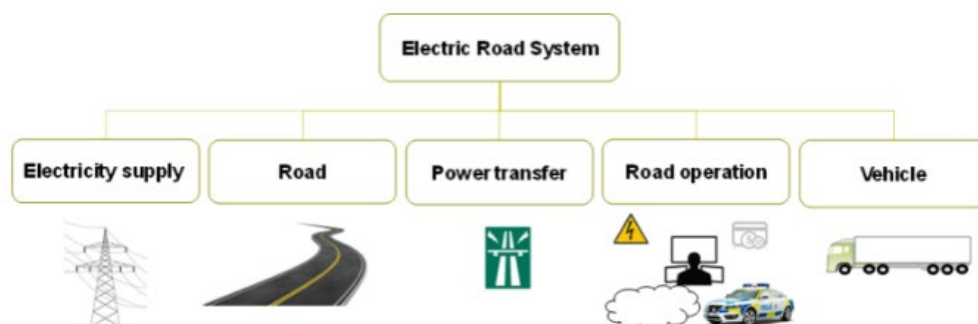 Electric Road System
Electricity supply
Road
Power transfer
Road operation
Vehicle